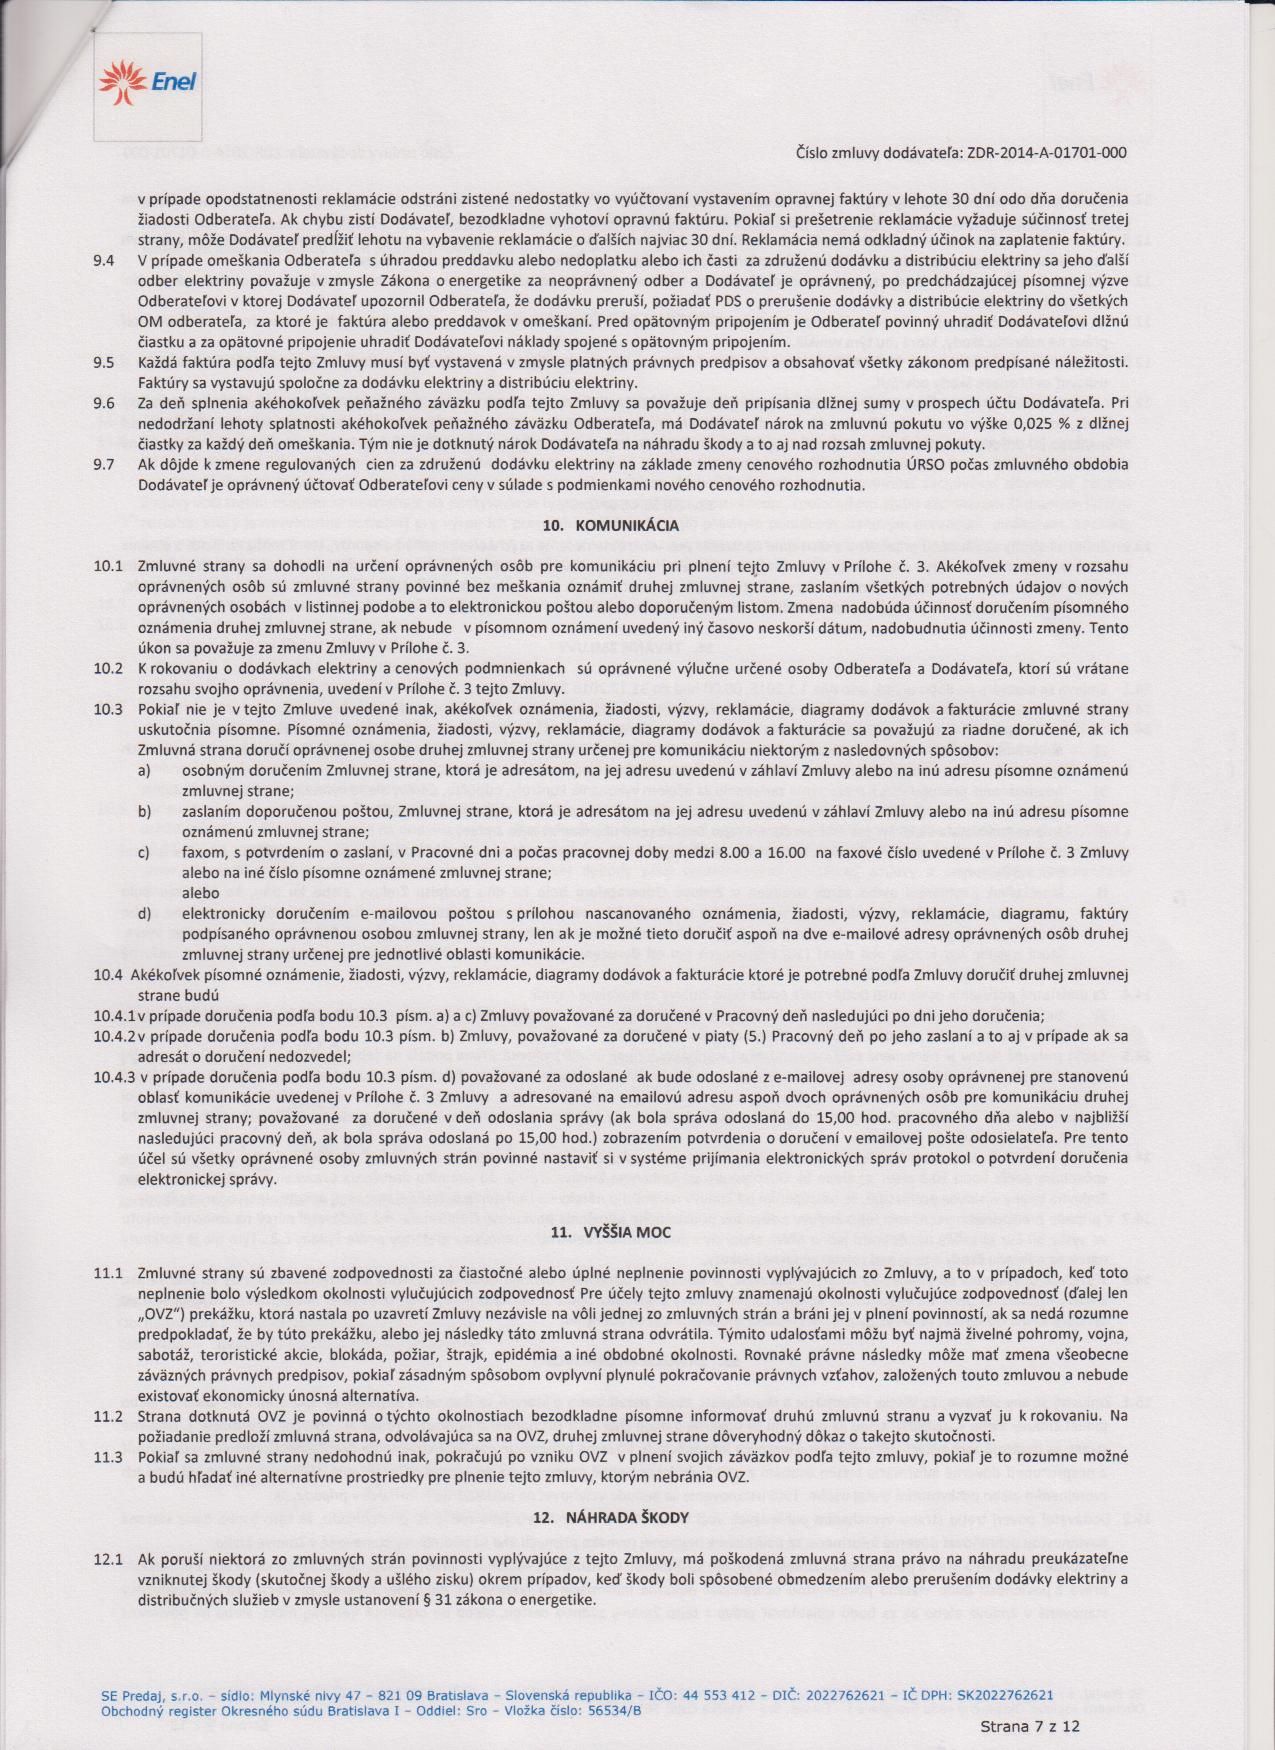 Enel
Číslo zmluvy dodávateľa: ZDR-2014-A-01701-000
v prípade opodstatnenosti reklamácie odstráni zistené nedostatky vo vyúčtovaní vystavením opravnej faktúry v lehote 30 dní odo dňa doručenia
žiadosti Odberateľa. Ak chybu zistí Dodávateľ, bezodkladne vyhotoví opravnú faktúru. Pokiaľ si prešetrenie reklamácie vyžaduje súčinnosť tretej
strany, môže Dodávateľ predĺžiť lehotu na vybavenie reklamácie o ďalších najviac 30 dní. Reklamácia nemá odkladný účinok na zaplatenie faktúry.
9.4 V prípade omeškania Odberateľa s úhradou preddavku alebo nedoplatku alebo ich časti za združenú dodávku a distribúciu elektriny sa jeho ďalší
odber elektriny považuje v zmysle Zákona o energetike za neoprávnený odber a Dodávateľ je oprávnený, po predchádzajúcej písomnej výzve
Odberateľovi v ktorej Dodávateľ upozornil Odberateľa, že dodávku preruší, požiadať PDS o prerušenie dodávky a distribúcie elektriny do všetkých
OM odberateľa, za ktoré je faktúra alebo preddavok v omeškaní. Pred opätovným pripojením je Odberateľ povinný uhradiť Dodávateľovi dlžnú
čiastku a za opätovné pripojenie uhradiť Dodávateľovi náklady spojené s opätovným pripojením.
9.5 Každá faktúra podľa tejto Zmluvy musí byť vystavená v zmysle platných právnych predpisov a obsahovať všetky zákonom predpísané náležitosti.
Faktúry sa vystavujú spoločne za dodávku elektriny a distribúciu elektriny.
9.6 Za deň splnenia akéhokoľvek peňažného záväzku podľa tejto Zmluvy sa považuje deň pripísania dlžnej sumy v prospech účtu Dodávateľa. Pri
nedodržaní lehoty splatnosti akéhokoľvek peňažného záväzku Odberateľa, má Dodávateľ nárok na zmluvnú pokutu vo výške 0,025 % z dlžnej
čiastky za každý deň omeškania. Tým nie je dotknutý nárok Dodávateľa na náhradu škody a to aj nad rozsah zmluvnej pokuty.
9.7 Ak dôjde k zmene regulovaných cien za združenú dodávku elektriny na základe zmeny cenového rozhodnutia ÚRSO počas zmluvného obdobia
Dodávateľ je oprávnený účtovať Odberateľovi ceny v súlade s podmienkami nového cenového rozhodnutia.
10. KOMUNIKÁCIA
10.1 Zmluvné strany sa dohodli na určení oprávnených osôb pre komunikáciu pri plnení tejto Zmluvy v Prílohe č. 3. Akékoľvek zmeny v rozsahu
oprávnených osôb sú zmluvné strany povinné bez meškania oznámiť druhej zmluvnej strane, zaslaním všetkých potrebných údajov o nových
oprávnených osobách v listinnej podobe a to elektronickou poštou alebo doporučeným listom. Zmena nadobúda účinnosť doručením písomného
oznámenia druhej zmluvnej strane, ak nebude v písomnom oznámení uvedený iný časovo neskorší dátum, nadobudnutia účinnosti zmeny. Tento
úkon sa považuje za zmenu Zmluvy v Prílohe č. 3.
10.2 K rokovaniu o dodávkach elektriny a cenových podmnienkach sú oprávnené výlučne určené osoby Odberateľa a Dodávateľa, ktorí sú vrátane
rozsahu svojho oprávnenia, uvedení v Prílohe č. 3 tejto Zmluvy.
10.3 Pokiaľ nie je v tejto Zmluve uvedené inak, akékoľvek oznámenia, žiadosti, výzvy, reklamácie, diagramy dodávok a fakturácie zmluvné strany
uskutočnia písomne. Písomné oznámenia, žiadosti, výzvy, reklamácie, diagramy dodávok a fakturácie sa považujú za riadne doručené, ak ich
Zmluvná strana doručí oprávnenej osobe druhej zmluvnej strany určenej pre komunikáciu niektorým z nasledovných spôsobov:
a) osobným doručením Zmluvnej strane, ktorá je adresátom, na jej adresu uvedenú v záhlaví Zmluvy alebo na inú adresu písomne oznámenú
zmluvnej strane;
b) zaslaním doporučenou poštou, Zmluvnej strane, ktorá je adresátom na jej adresu uvedenú v záhlaví Zmluvy alebo na inú adresu písomne
oznámenú zmluvnej strane;
c) faxom, s potvrdením o zaslaní, v Pracovné dni a počas pracovnej doby medzi 8.00 a 16.00 na faxové číslo uvedené v Prílohe č. 3 Zmluvy
alebo na iné číslo písomne oznámené zmluvnej strane;
alebo
d) elektronicky doručením e-mailovou poštou s prílohou nascanovaného oznámenia, žiadosti, výzvy, reklamácie, diagramu, faktúry
podpísaného oprávnenou osobou zmluvnej strany, len ak je možné tieto doručiť aspoň na dve e-mailové adresy oprávnených osôb druhej
zmluvnej strany určenej pre jednotlivé oblasti komunikácie.
10.4 Akékoľvek písomné oznámenie, žiadosti, výzvy, reklamácie, diagramy dodávok a fakturácie ktoré je potrebné podľa Zmluvy doručiť druhej zmluvnej
strane budú
10.4.1 v prípade doručenia podľa bodu 10.3 písm. a) a c) Zmluvy považované za doručené v Pracovný deň nasledujúci po dni jeho doručenia;
10.4.2 v prípade doručenia podľa bodu 10.3 písm. b) Zmluvy, považované za doručené v piaty (5.) Pracovný deň po jeho zaslaní a to aj v prípade ak sa
adresát o doručení nedozvedel;
10.4.3 v prípade doručenia podľa bodu 10.3 písm. d) považované za odoslané ak bude odoslané z e-mailovej adresy osoby oprávnenej pre stanovenú
oblasť komunikácie uvedenej v Prílohe č. 3 Zmluvy a adresované na emailovú adresu aspoň dvoch oprávnených osôb pre komunikáciu druhej
zmluvnej strany; považované za doručené v deň odoslania správy (ak bola správa odoslaná do 15,00 hod. pracovného dňa alebo v najbližší
nasledujúci pracovný deň, ak bola správa odoslaná po 15,00 hod.) zobrazením potvrdenia o doručení v emailovej pošte odosielateľa. Pre tento
účel sú všetky oprávnené osoby zmluvných strán povinné nastaviť si v systéme prijímania elektronických správ protokol o potvrdení doručenia
elektronickej správy.
11. VYŠŠIA MOC
11.1 Zmluvné strany sú zbavené zodpovednosti za čiastočné alebo úplné neplnenie povinnosti vyplývajúcich zo Zmluvy, a to v prípadoch, keď toto
neplnenie bolo výsledkom okolnosti vylučujúcich zodpovednosť Pre účely tejto zmluvy znamenajú okolnosti vylučujúce zodpovednosť (ďalej len
„OVZ“) prekážku, ktorá nastala po uzavretí Zmluvy nezávisle na vôli jednej zo zmluvných strán a bráni jej v plnení povinností, ak sa nedá rozumne
predpokladať, že by túto prekážku, alebo jej následky táto zmluvná strana odvrátila. Týmito udalosťami môžu byť najmä živelné pohromy, vojna,
sabotáž, teroristické akcie, blokáda, požiar, štrajk, epidémia a iné obdobné okolnosti. Rovnaké právne následky môže mať zmena všeobecne
záväzných právnych predpisov, pokiaľ zásadným spôsobom ovplyvní plynulé pokračovanie právnych vzťahov, založených touto zmluvou a nebude
existovať ekonomicky únosná alternatíva.
11.2 Strana dotknutá OVZ je povinná o týchto okolnostiach bezodkladne písomne informovať druhú zmluvnú stranu a vyzvať ju k rokovaniu. Na
požiadanie predloží zmluvná strana, odvolávajúca sa na OVZ, druhej zmluvnej strane dôveryhodný dôkaz o takejto skutočnosti.
11.3 Pokiaľ sa zmluvné strany nedohodnú inak, pokračujú po vzniku OVZ v plnení svojich záväzkov podľa tejto zmluvy, pokiaľ je to rozumne možné
a budú hľadať iné alternatívne prostriedky pre plnenie tejto zmluvy, ktorým nebránia OVZ.
12. NÁHRADA ŠKODY
12.1 Ak poruší niektorá zo zmluvných strán povinnosti vyplývajúce z tejto Zmluvy, má poškodená zmluvná strana právo na náhradu preukázateľne
vzniknutej škody (skutočnej škody a ušlého zisku) okrem prípadov, keď škody boli spôsobené obmedzením alebo prerušením dodávky elektriny a
distribučných služieb v zmysle ustanovení § 31 zákona o energetike.
SE Predaj, s.r.o. – sídlo: Mlynské nivy 47 – 821 09 Bratislava – Slovenská republika – IČO: 44 553 412 – DIČ: 2022762621 – IČ DPH: SK2022762621
Obchodný register Okresného súdu Bratislava I – Oddiel: Sro – Vložka číslo: 56534/B
Strana 7 z 12